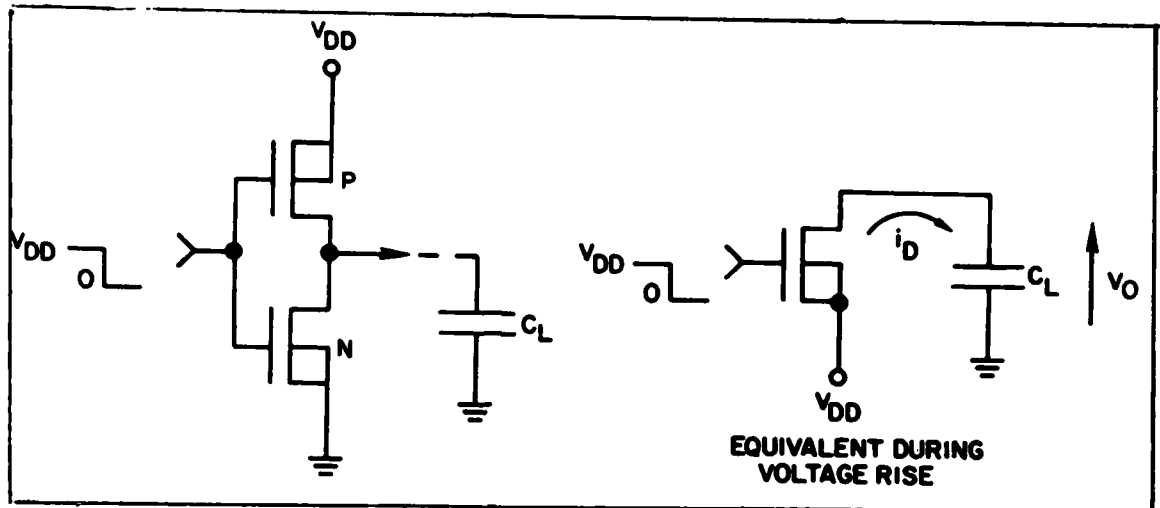 VDD
P
VDD
0
N
CL
VDD
0
iD
CL
VO
VDD
EQUIVALENT DURING
VOLTAGE RISE